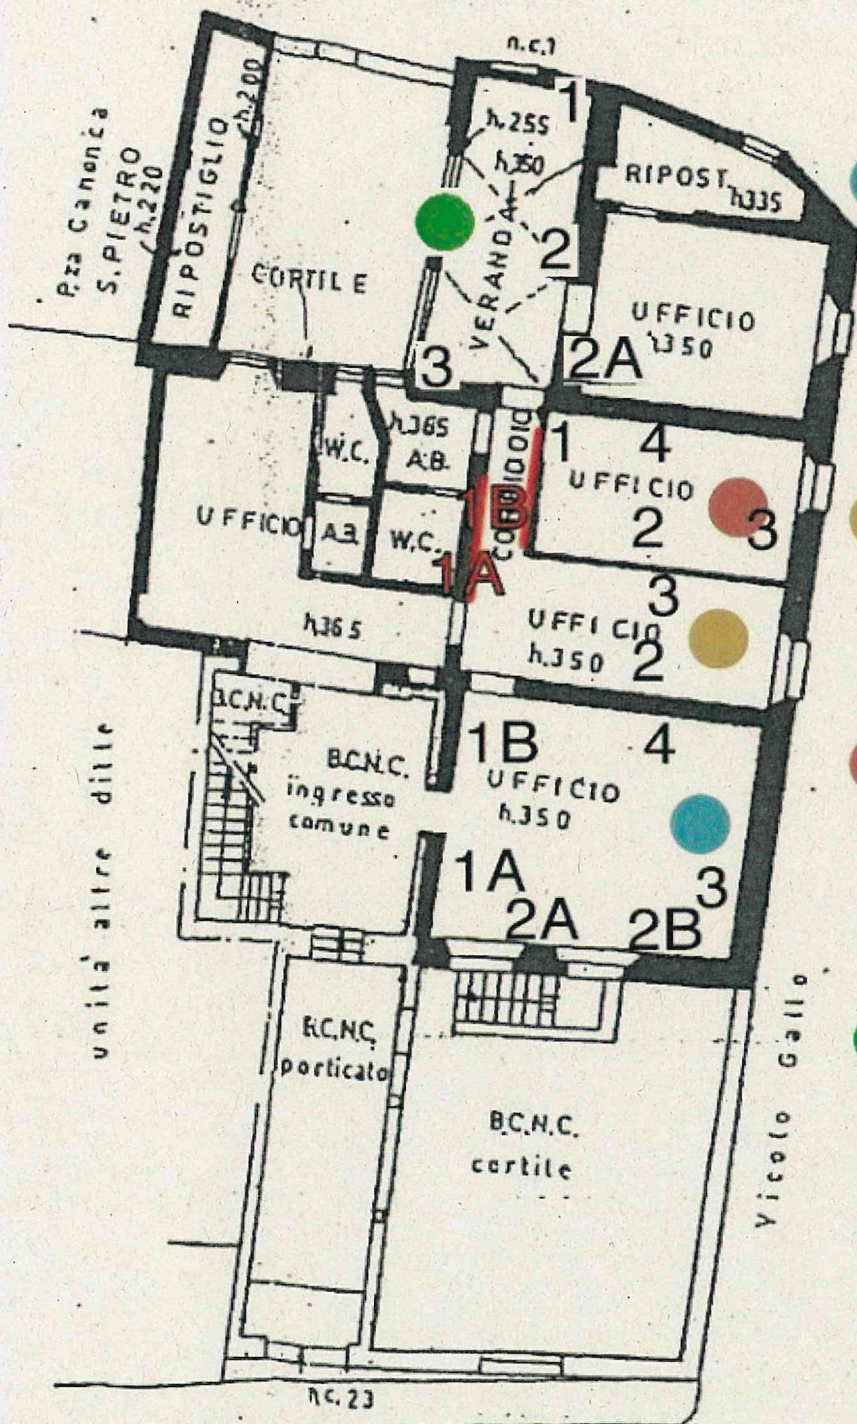 n.c.1
P.za Canonica
S. PIETRO
h.220
RIPOSTIGLIO
h.200
CORTILE
1
h.255
h.350
VERANDA
2
3
RIPOST.
h335
UFFICIO
h.350
2A
W.C.
h.365
A.B.
CORRIDOIO
1B
1A
1
4
UFFICIO
2
3
UFFICIO
A.B.
W.C.
h.365
3
UFFICIO
h.350
2
B.C.N.C.
B.C.N.C.
ingresso
comune
1B
4
UFFICIO
h.350
1A
3
2A
2B
unità altre ditte
B.C.N.C.
porticato
B.C.N.C.
cortile
Vicolo Gallo
n.c. 23